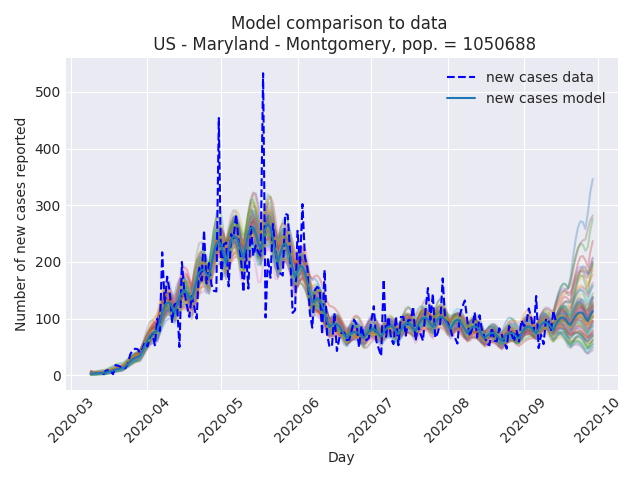 Model comparison to data
US - Maryland - Montgomery, pop. = 1050688
new cases data
new cases model
Number of new cases reported
500
400
300
200
100
0
2020-03
2020-04
2020-05
2020-06
2020-07
2020-08
2020-09
2020-10
Day